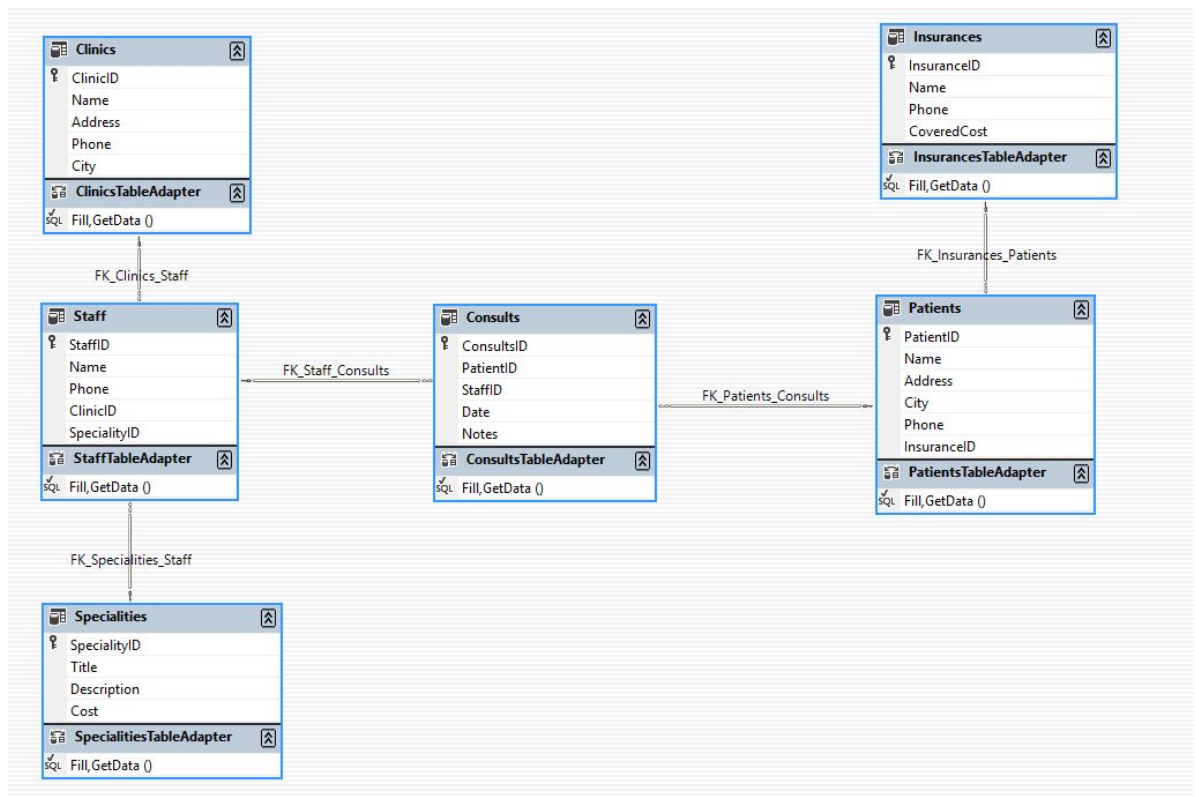 Clinics
ClinicID
Name
Address
Phone
City
ClinicsTableAdapter
SQL Fill,GetData ()
FK_Clinics_Staff
Staff
StaffID
Name
Phone
ClinicID
SpecialityID
StaffTableAdapter
SQL Fill,GetData ()
FK_Specialities_Staff
Specialities
SpecialityID
Title
Description
Cost
SpecialitiesTableAdapter
SQL Fill,GetData ()
FK_Staff_Consults
Consults
ConsultsID
PatientID
StaffID
Date
Notes
ConsultsTableAdapter
SQL Fill,GetData ()
FK_Patients_Consults
Insurances
InsuranceID
Name
Phone
CoveredCost
InsurancesTableAdapter
SQL Fill,GetData ()
FK_Insurances_Patients
Patients
PatientID
Name
Address
City
Phone
InsuranceID
PatientsTableAdapter
SQL Fill,GetData ()